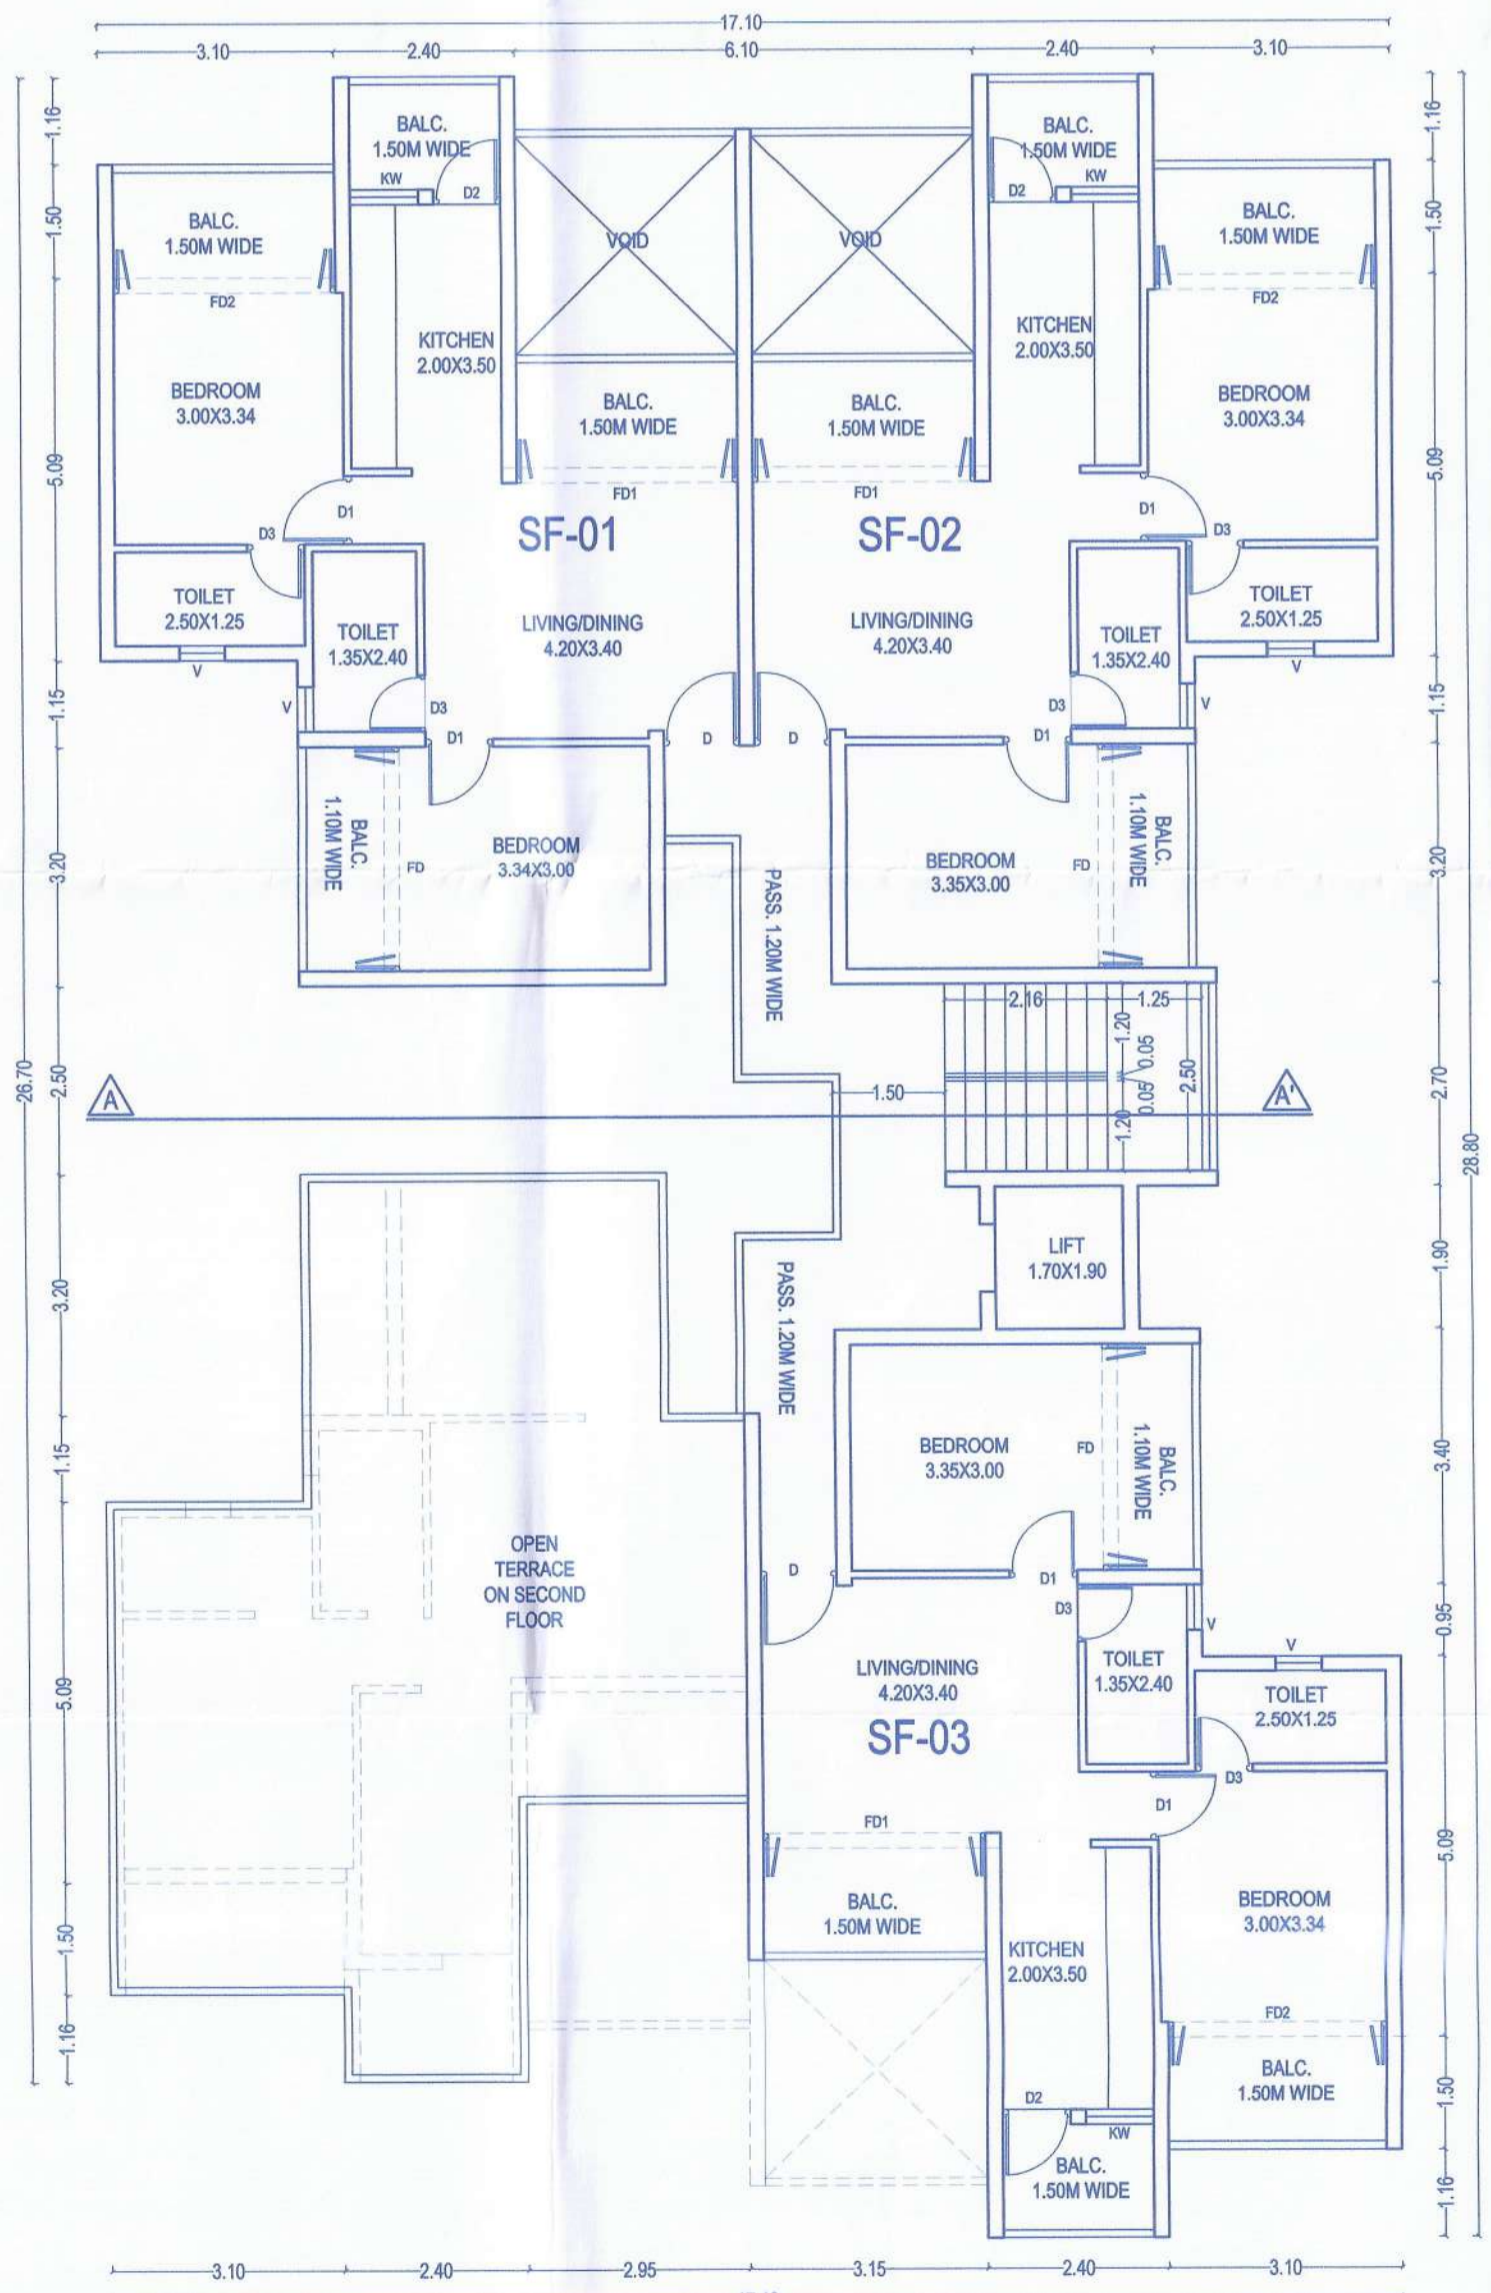 17.10
3.10
2.40
6.10
2.40
3.10
1.16
1.50
5.09
1.15
3.20
2.50
3.20
1.15
5.09
1.50
1.16
26.70
1.16
1.50
5.09
1.15
3.20
2.70
1.90
3.40
0.95
5.09
1.50
1.16
28.80
BALC.
1.50M WIDE
KW
D2
BALC.
1.50M WIDE
D2
KW
BALC.
1.50M WIDE
FD2
VOID
VOID
BALC.
1.50M WIDE
FD2
KITCHEN
2.00X3.50
KITCHEN
2.00X3.50
BEDROOM
3.00X3.34
BALC.
1.50M WIDE
BALC.
1.50M WIDE
BEDROOM
3.00X3.34
FD1
FD1
D1
D3
SF-01
SF-02
D1
D3
TOILET
2.50X1.25
V
TOILET
1.35X2.40
V
D3
LIVING/DINING
4.20X3.40
LIVING/DINING
4.20X3.40
TOILET
1.35X2.40
V
D3
TOILET
2.50X1.25
V
D1
D
D
D1
BALC.
1.10M WIDE
FD
BEDROOM
3.34X3.00
BEDROOM
3.35X3.00
FD
BALC.
1.10M WIDE
PASS. 1.20M WIDE
2.16
1.25
1.20
0.05
0.05
1.20
2.50
1.50
A
A'
LIFT
1.70X1.90
PASS. 1.20M WIDE
BEDROOM
3.35X3.00
FD
BALC.
1.10M WIDE
OPEN
TERRACE
ON SECOND
FLOOR
D
D1
D3
V
V
LIVING/DINING
4.20X3.40
SF-03
TOILET
1.35X2.40
TOILET
2.50X1.25
D3
D1
FD1
BALC.
1.50M WIDE
BEDROOM
3.00X3.34
KITCHEN
2.00X3.50
FD2
BALC.
1.50M WIDE
D2
KW
BALC.
1.50M WIDE
3.10
2.40
2.95
3.15
2.40
3.10